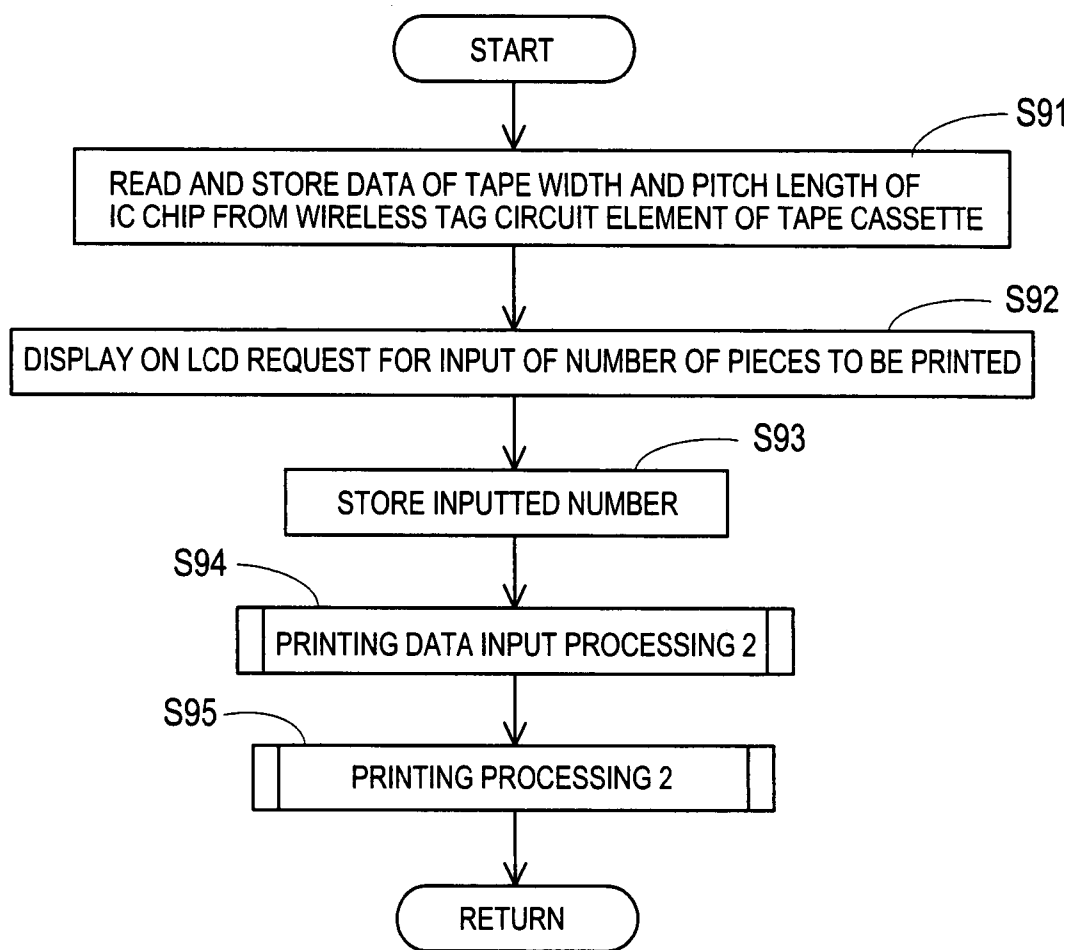 START
S91
READ AND STORE DATA OF TAPE WIDTH AND PITCH LENGTH OF
IC CHIP FROM WIRELESS TAG CIRCUIT ELEMENT OF TAPE CASSETTE
S92
DISPLAY ON LCD REQUEST FOR INPUT OF NUMBER OF PIECES TO BE PRINTED
S93
STORE INPUTTED NUMBER
S94
PRINTING DATA INPUT PROCESSING 2
S95
PRINTING PROCESSING 2
RETURN